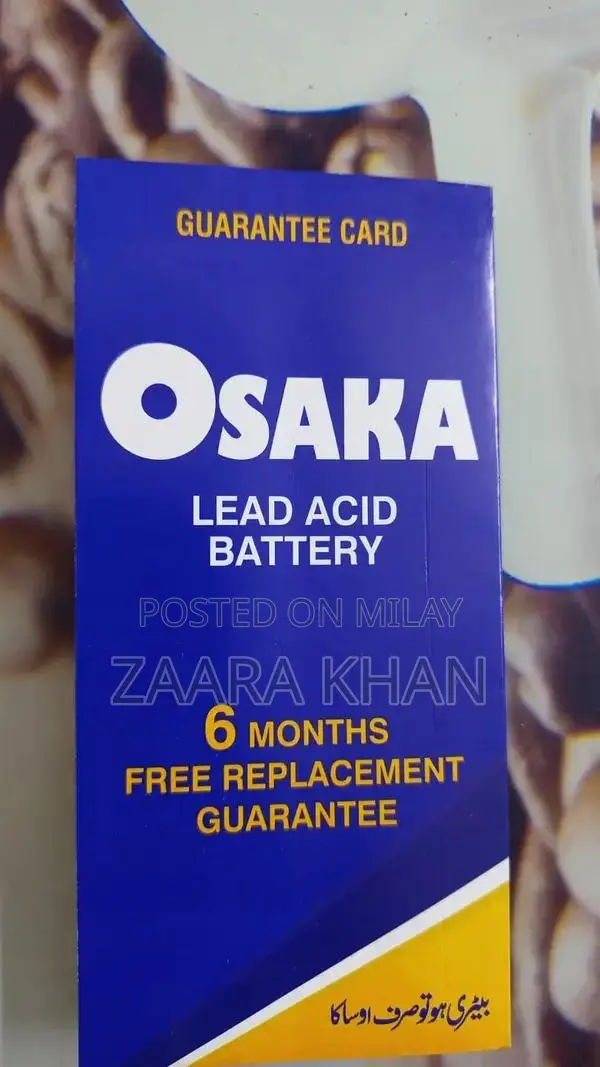 GUARANTEE CARD
OSAKA
LEAD ACID
BATTERY
POSTED ON MILAY
ZAARA KHAN
6 MONTHS
FREE REPLACEMENT
GUARANTEE
بیٹری ہو تو صرف اوساکا